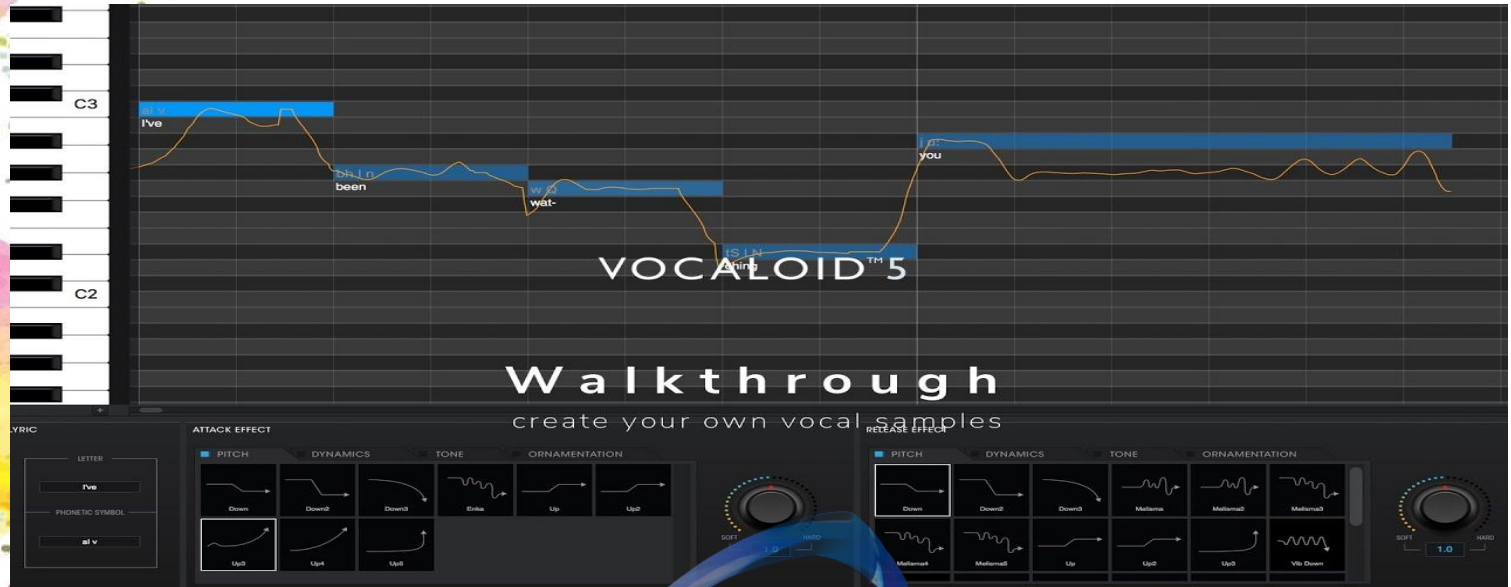 C3
aI v
I've
bh I n
been
w Q
wat-
tS I N
ching
j u:
you
VOCALOID™5
C2
Walkthrough
create your own vocal samples
LYRIC
LETTER
I've
PHONETIC SYMBOL
aI v
ATTACK EFFECT
PITCH DYNAMICS TONE ORNAMENTATION
Down Down2 Down3 Enka Up Up2
Up3 Up4 Up5
SOFT HARD
1.0
RELEASE EFFECT
PITCH DYNAMICS TONE ORNAMENTATION
Down Down2 Down3 Melisma Melisma2 Melisma3
Melisma4 Melisma5 Up Up2 Up3 Vib Down
SOFT HARD
1.0